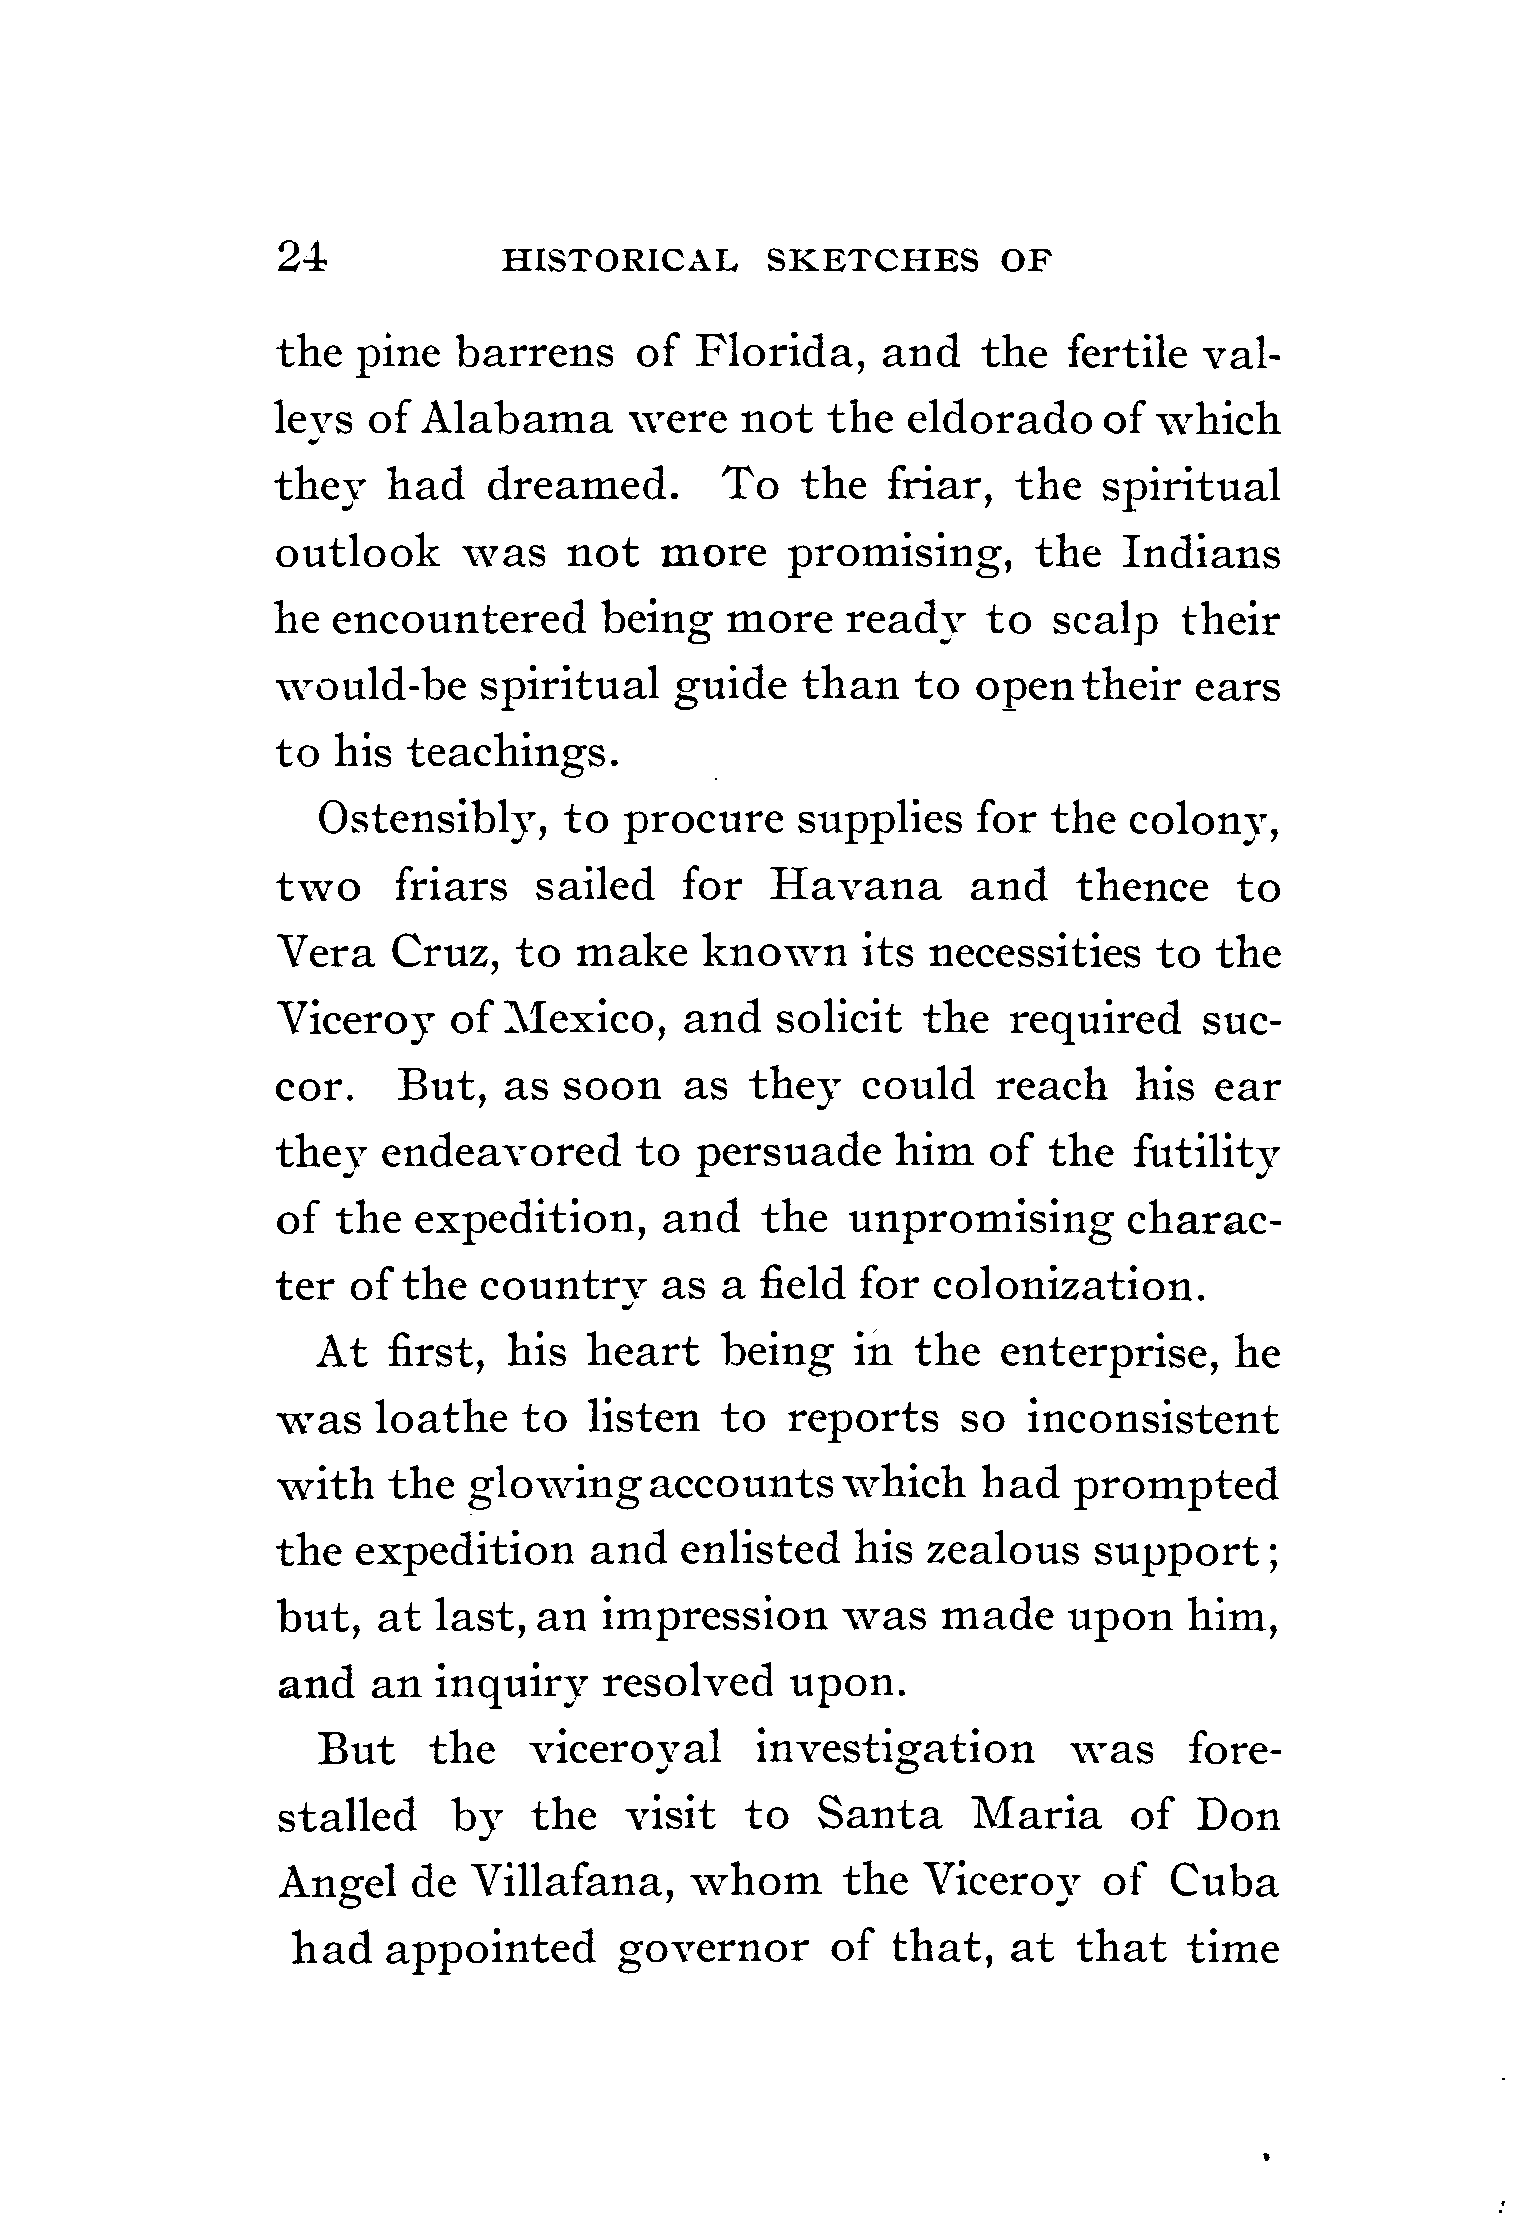 24 HISTORICAL SKETCHES OF
the pine barrens of Florida, and the fertile val-
leys of Alabama were not the eldorado of which
they had dreamed. To the friar, the spiritual
outlook was not more promising, the Indians
he encountered being more ready to scalp their
would-be spiritual guide than to open their ears
to his teachings.
Ostensibly, to procure supplies for the colony,
two friars sailed for Havana and thence to
Vera Cruz, to make known its necessities to the
Viceroy of Mexico, and solicit the required suc-
cor. But, as soon as they could reach his ear
they endeavored to persuade him of the futility
of the expedition, and the unpromising charac-
ter of the country as a field for colonization.
At first, his heart being in the enterprise, he
was loathe to listen to reports so inconsistent
with the glowing accounts which had prompted
the expedition and enlisted his zealous support;
but, at last, an impression was made upon him,
and an inquiry resolved upon.
But the viceroyal investigation was fore-
stalled by the visit to Santa Maria of Don
Angel de Villafana, whom the Viceroy of Cuba
had appointed governor of that, at that time